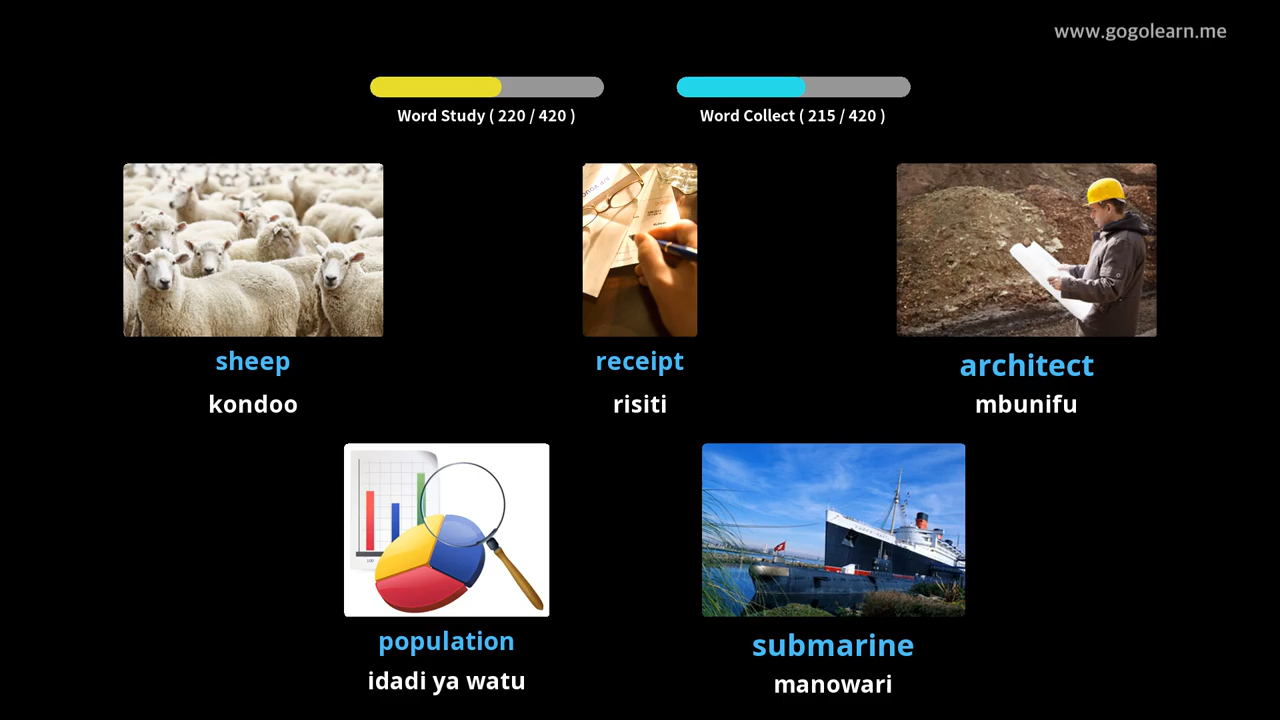 www.gogolearn.me
Word Study ( 220 / 420 )
Word Collect ( 215 / 420 )
sheep
kondoo
receipt
risiti
architect
mbunifu
population
idadi ya watu
submarine
manowari